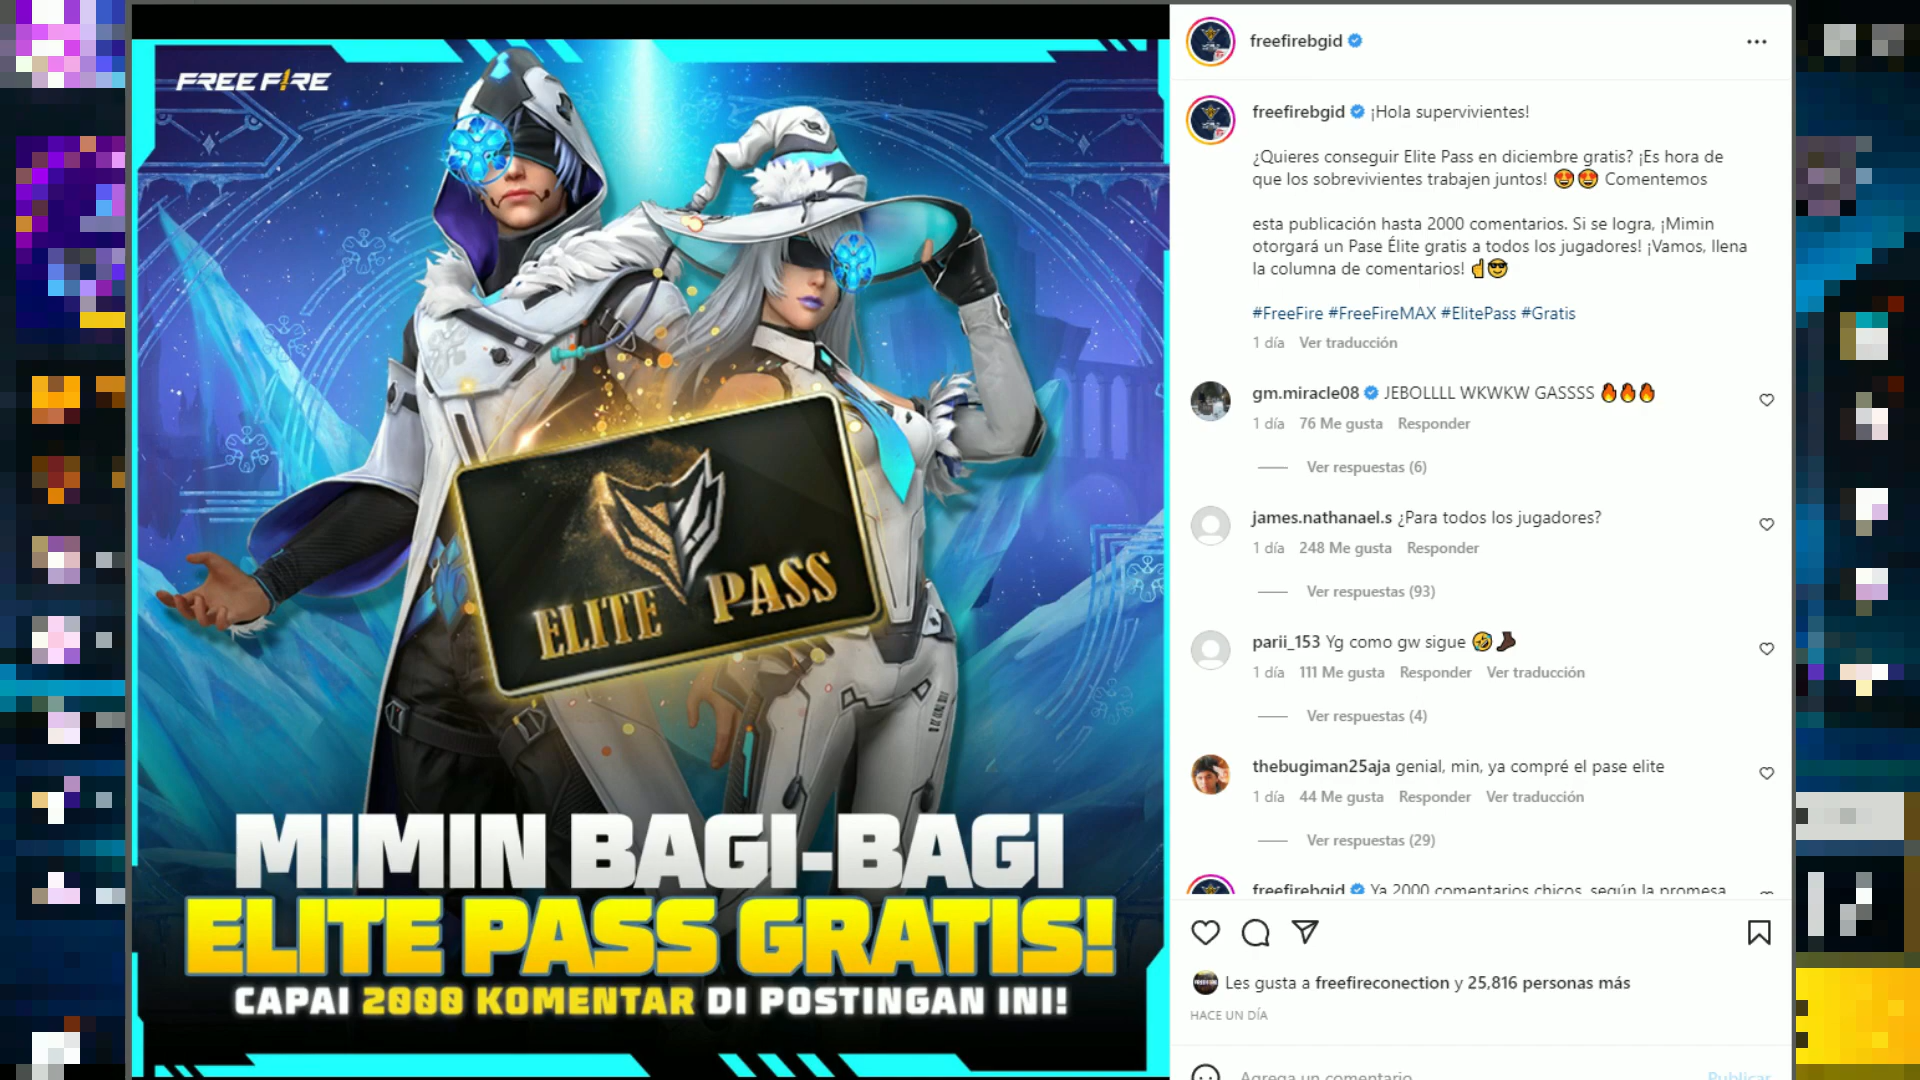 FREE FIRE
ELITE PASS
MIMIN BAGI-BAGI
ELITE PASS GRATIS!
CAPAI 2000 KOMENTAR DI POSTINGAN INI!
freefirebgid
freefirebgid ¡Hola supervivientes!
¿Quieres conseguir Elite Pass en diciembre gratis? ¡Es hora de
que los sobrevivientes trabajen juntos! 😍😍 Comentemos
esta publicación hasta 2000 comentarios. Si se logra, ¡Mimin
otorgará un Pase Élite gratis a todos los jugadores! ¡Vamos, llena
la columna de comentarios! ☝😎
#FreeFire #FreeFireMAX #ElitePass #Gratis
1 día Ver traducción
gm.miracle08 JEBOLLLL WKWKW GASSSS 🔥🔥🔥
1 día 76 Me gusta Responder
Ver respuestas (6)
james.nathanael.s ¿Para todos los jugadores?
1 día 248 Me gusta Responder
Ver respuestas (93)
parii_153 Yg como gw sigue 🤣🦶🏿
1 día 111 Me gusta Responder Ver traducción
Ver respuestas (4)
thebugiman25aja genial, min, ya compré el pase elite
1 día 44 Me gusta Responder Ver traducción
Ver respuestas (29)
freefirebgid Ya 2000 comentarios chicos, según la promesa
Les gusta a freefireconection y 25,816 personas más
HACE UN DÍA
Agrega un comentario
Publicar